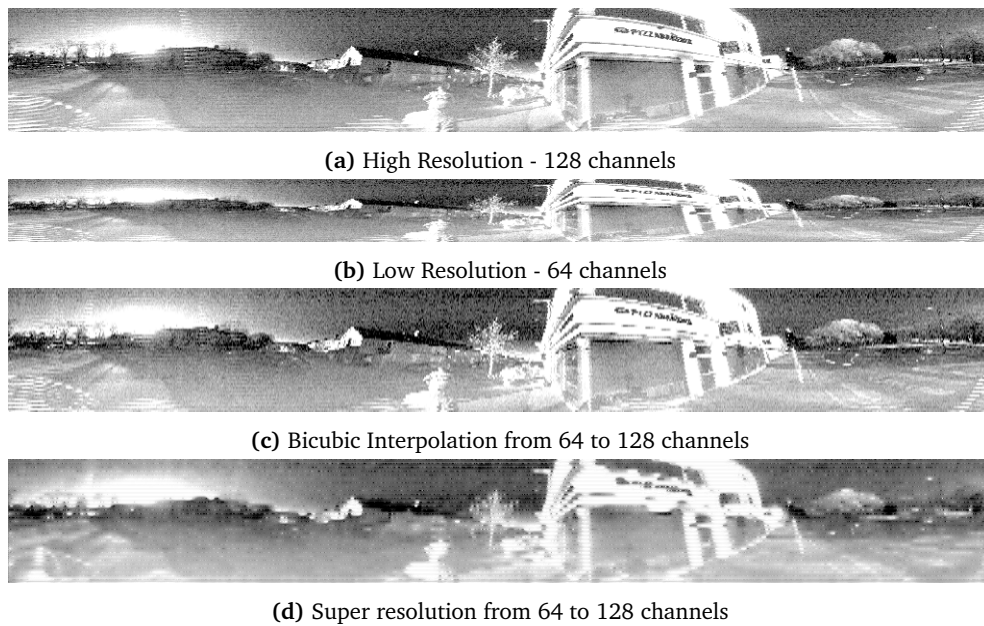 (a) High Resolution - 128 channels
(b) Low Resolution - 64 channels
(c) Bicubic Interpolation from 64 to 128 channels
(d) Super resolution from 64 to 128 channels